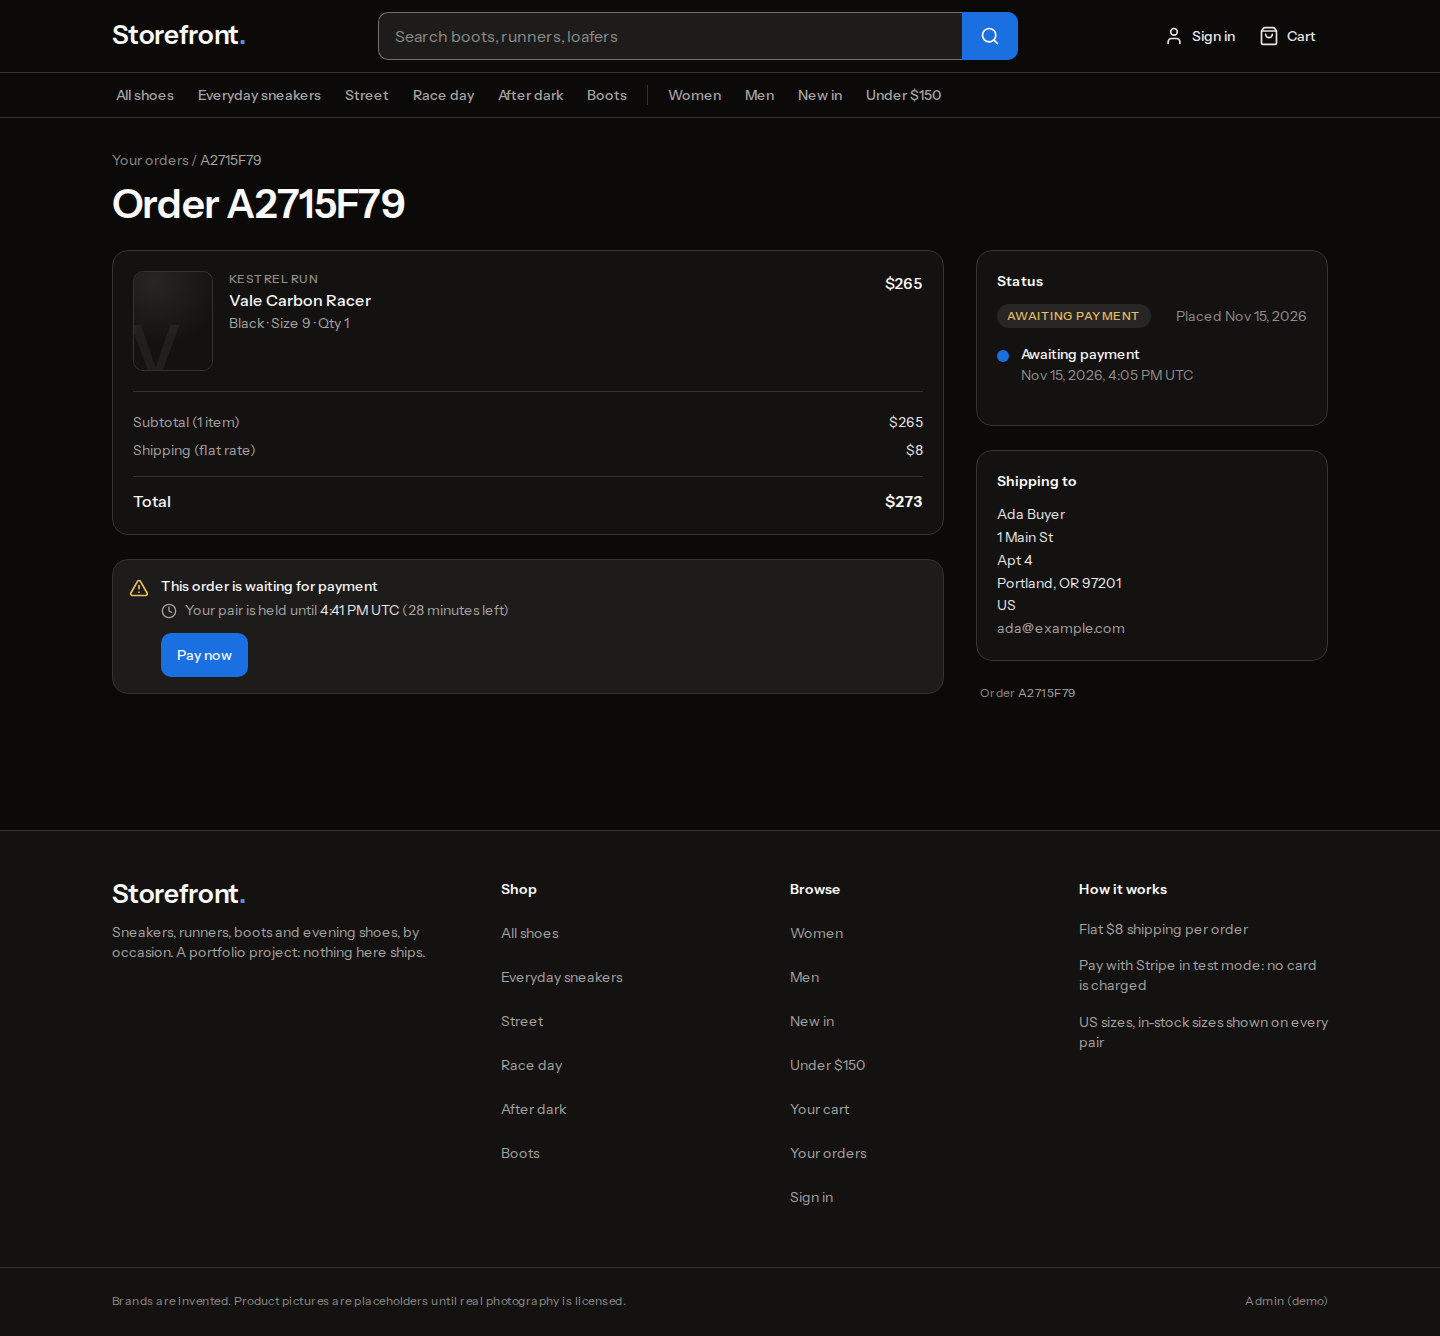 Storefront.
Search boots, runners, loafers
Sign in
Cart
All shoes
Everyday sneakers
Street
Race day
After dark
Boots
Women
Men
New in
Under $150
Your orders / A2715F79
Order A2715F79
KESTREL RUN
Vale Carbon Racer
Black · Size 9 · Qty 1
$265
V
Subtotal (1 item)
$265
Shipping (flat rate)
$8
Total
$273
This order is waiting for payment
Your pair is held until 4:41 PM UTC (28 minutes left)
Pay now
Status
AWAITING PAYMENT
Placed Nov 15, 2026
Awaiting payment
Nov 15, 2026, 4:05 PM UTC
Shipping to
Ada Buyer
1 Main St
Apt 4
Portland, OR 97201
US
ada@example.com
Order A2715F79
Storefront.
Sneakers, runners, boots and evening shoes, by
occasion. A portfolio project: nothing here ships.
Shop
All shoes
Everyday sneakers
Street
Race day
After dark
Boots
Browse
Women
Men
New in
Under $150
Your cart
Your orders
Sign in
How it works
Flat $8 shipping per order
Pay with Stripe in test mode: no card
is charged
US sizes, in-stock sizes shown on every
pair
Brands are invented. Product pictures are placeholders until real photography is licensed.
Admin (demo)